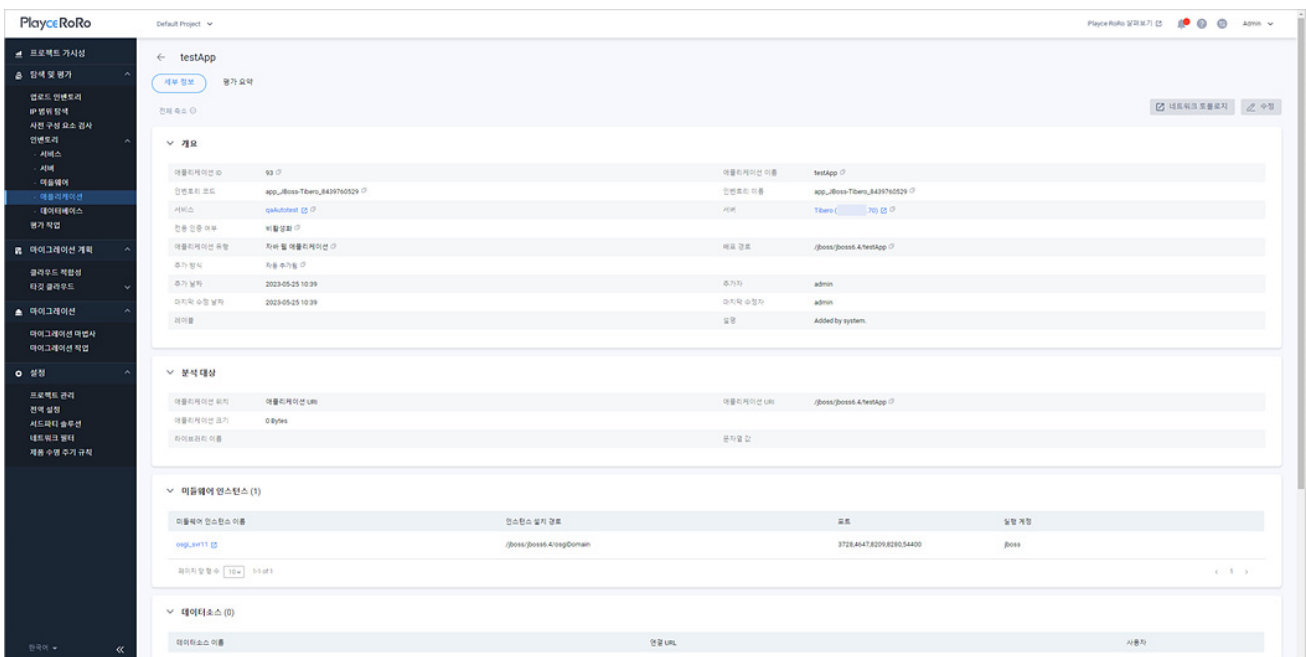 PlayceRoRo
Default Project
PlayceRoRo 살펴보기
Admin
프로젝트 가시성
탐색 및 평가
업로드 인벤토리
IP 범위 탐색
사전 구성 요소 검사
인벤토리
- 서비스
- 서버
- 미들웨어
- 애플리케이션
- 데이터베이스
평가 작업
마이그레이션 계획
클라우드 적합성
타깃 클라우드
마이그레이션
마이그레이션 마법사
마이그레이션 작업
설정
프로젝트 관리
전역 설정
서드파티 솔루션
네트워크 필터
제품 수명 주기 규칙
한국어
testApp
세부 정보 평가 요약
전체 축소
네트워크 토폴로지 수정
개요
애플리케이션 ID 93 애플리케이션 이름 testApp
인벤토리 코드 app_JBoss-Tibero_8439760529 인벤토리 이름 app_JBoss-Tibero_8439760529
서비스 qaAutotest 서버 Tibero ( 70)
전용 인증 여부 비활성화
애플리케이션 유형 자바 웹 애플리케이션 배포 경로 /jboss/jboss6.4/testApp
추가 방식 자동 추가됨
추가 날짜 2023-05-25 10:39 추가자 admin
마지막 수정 날짜 2023-05-25 10:39 마지막 수정자 admin
레이블 설명 Added by system.
분석 대상
애플리케이션 위치 애플리케이션 URI 애플리케이션 URI /jboss/jboss6.4/testApp
애플리케이션 크기 0 Bytes
라이브러리 이름 문자열 값
미들웨어 인스턴스 (1)
미들웨어 인스턴스 이름 인스턴스 설치 경로 포트 실행 계정
osgi_svr11 /jboss/jboss6.4/osgiDomain 3728,4647,8209,8280,54400 jboss
페이지 당 행 수 10 1-1 of 1 1
데이터소스 (0)
데이터소스 이름 연결 URL 사용자